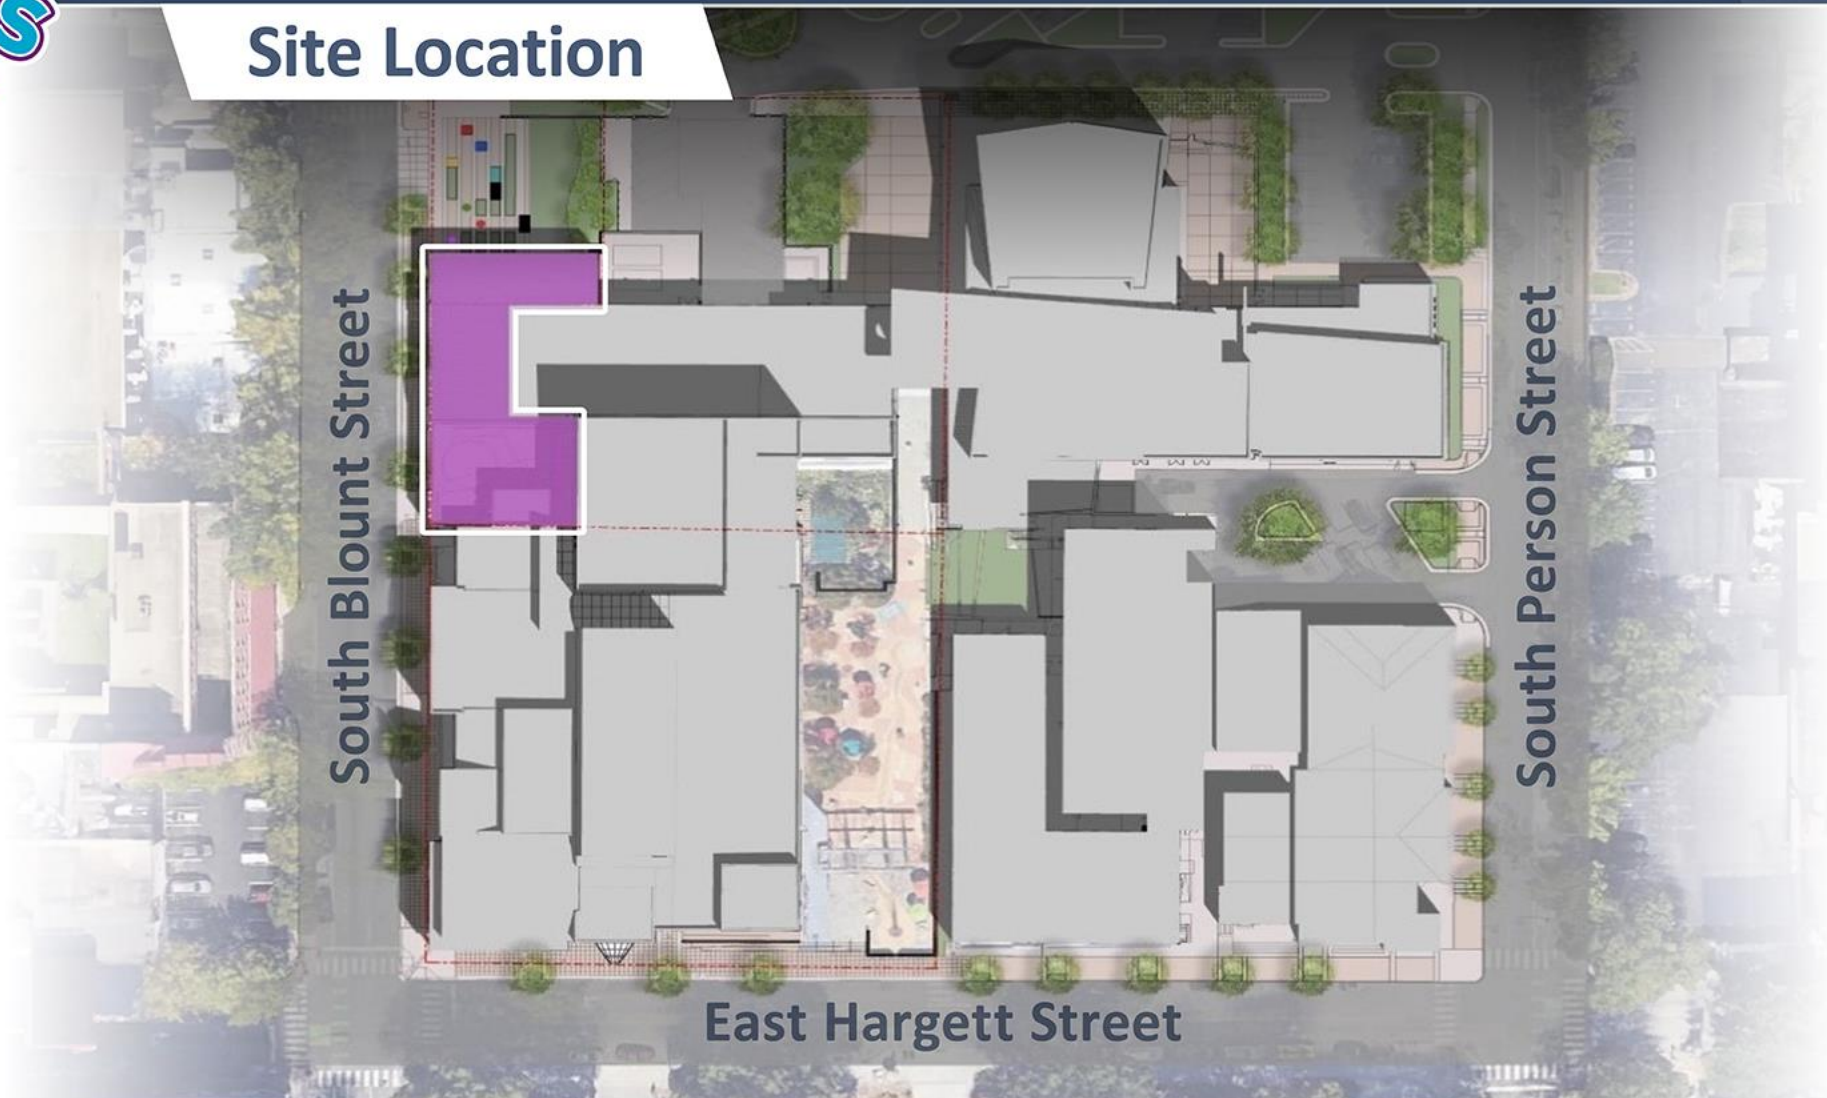 S
Site Location
South Blount Street
South Person Street
East Hargett Street